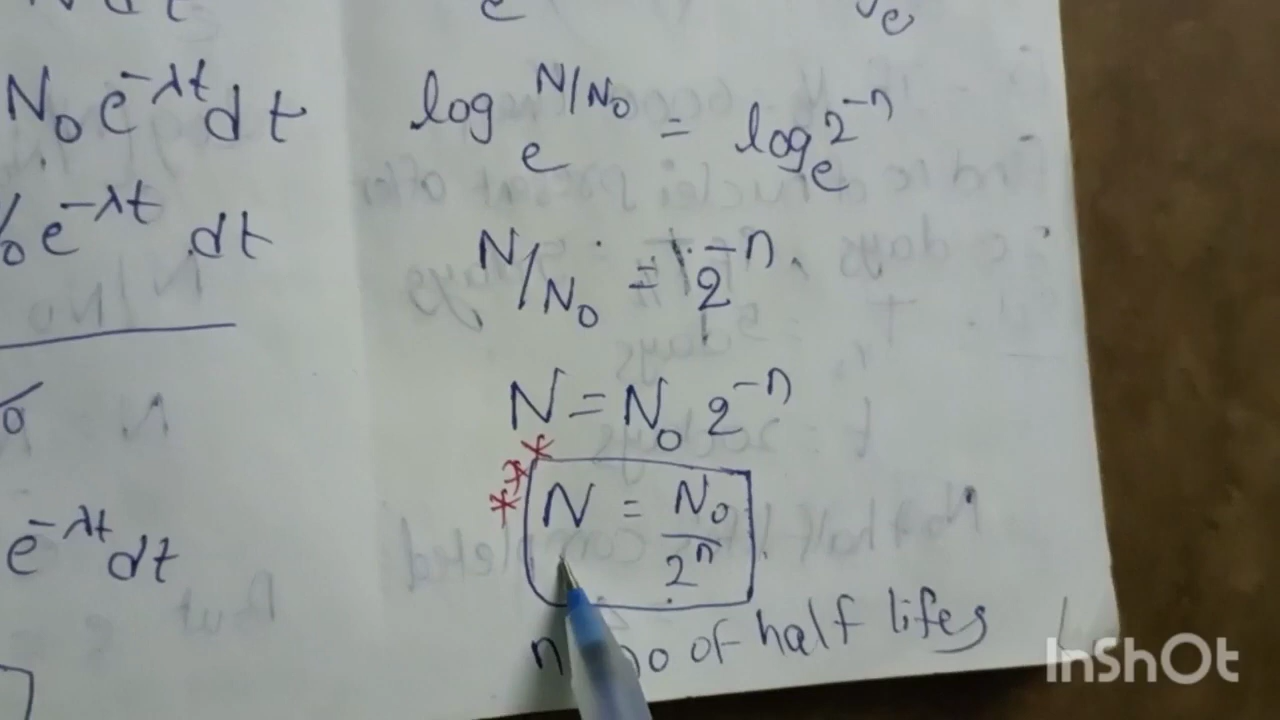 N₀e^-λt dt
e^-λt dt
e^-λt dt
log_e N/N₀ = log_e 2^-n
N/N₀ = 2^-n
N = N₀ 2^-n
*** N = N₀/2^n
n no of half lifes
InShOt